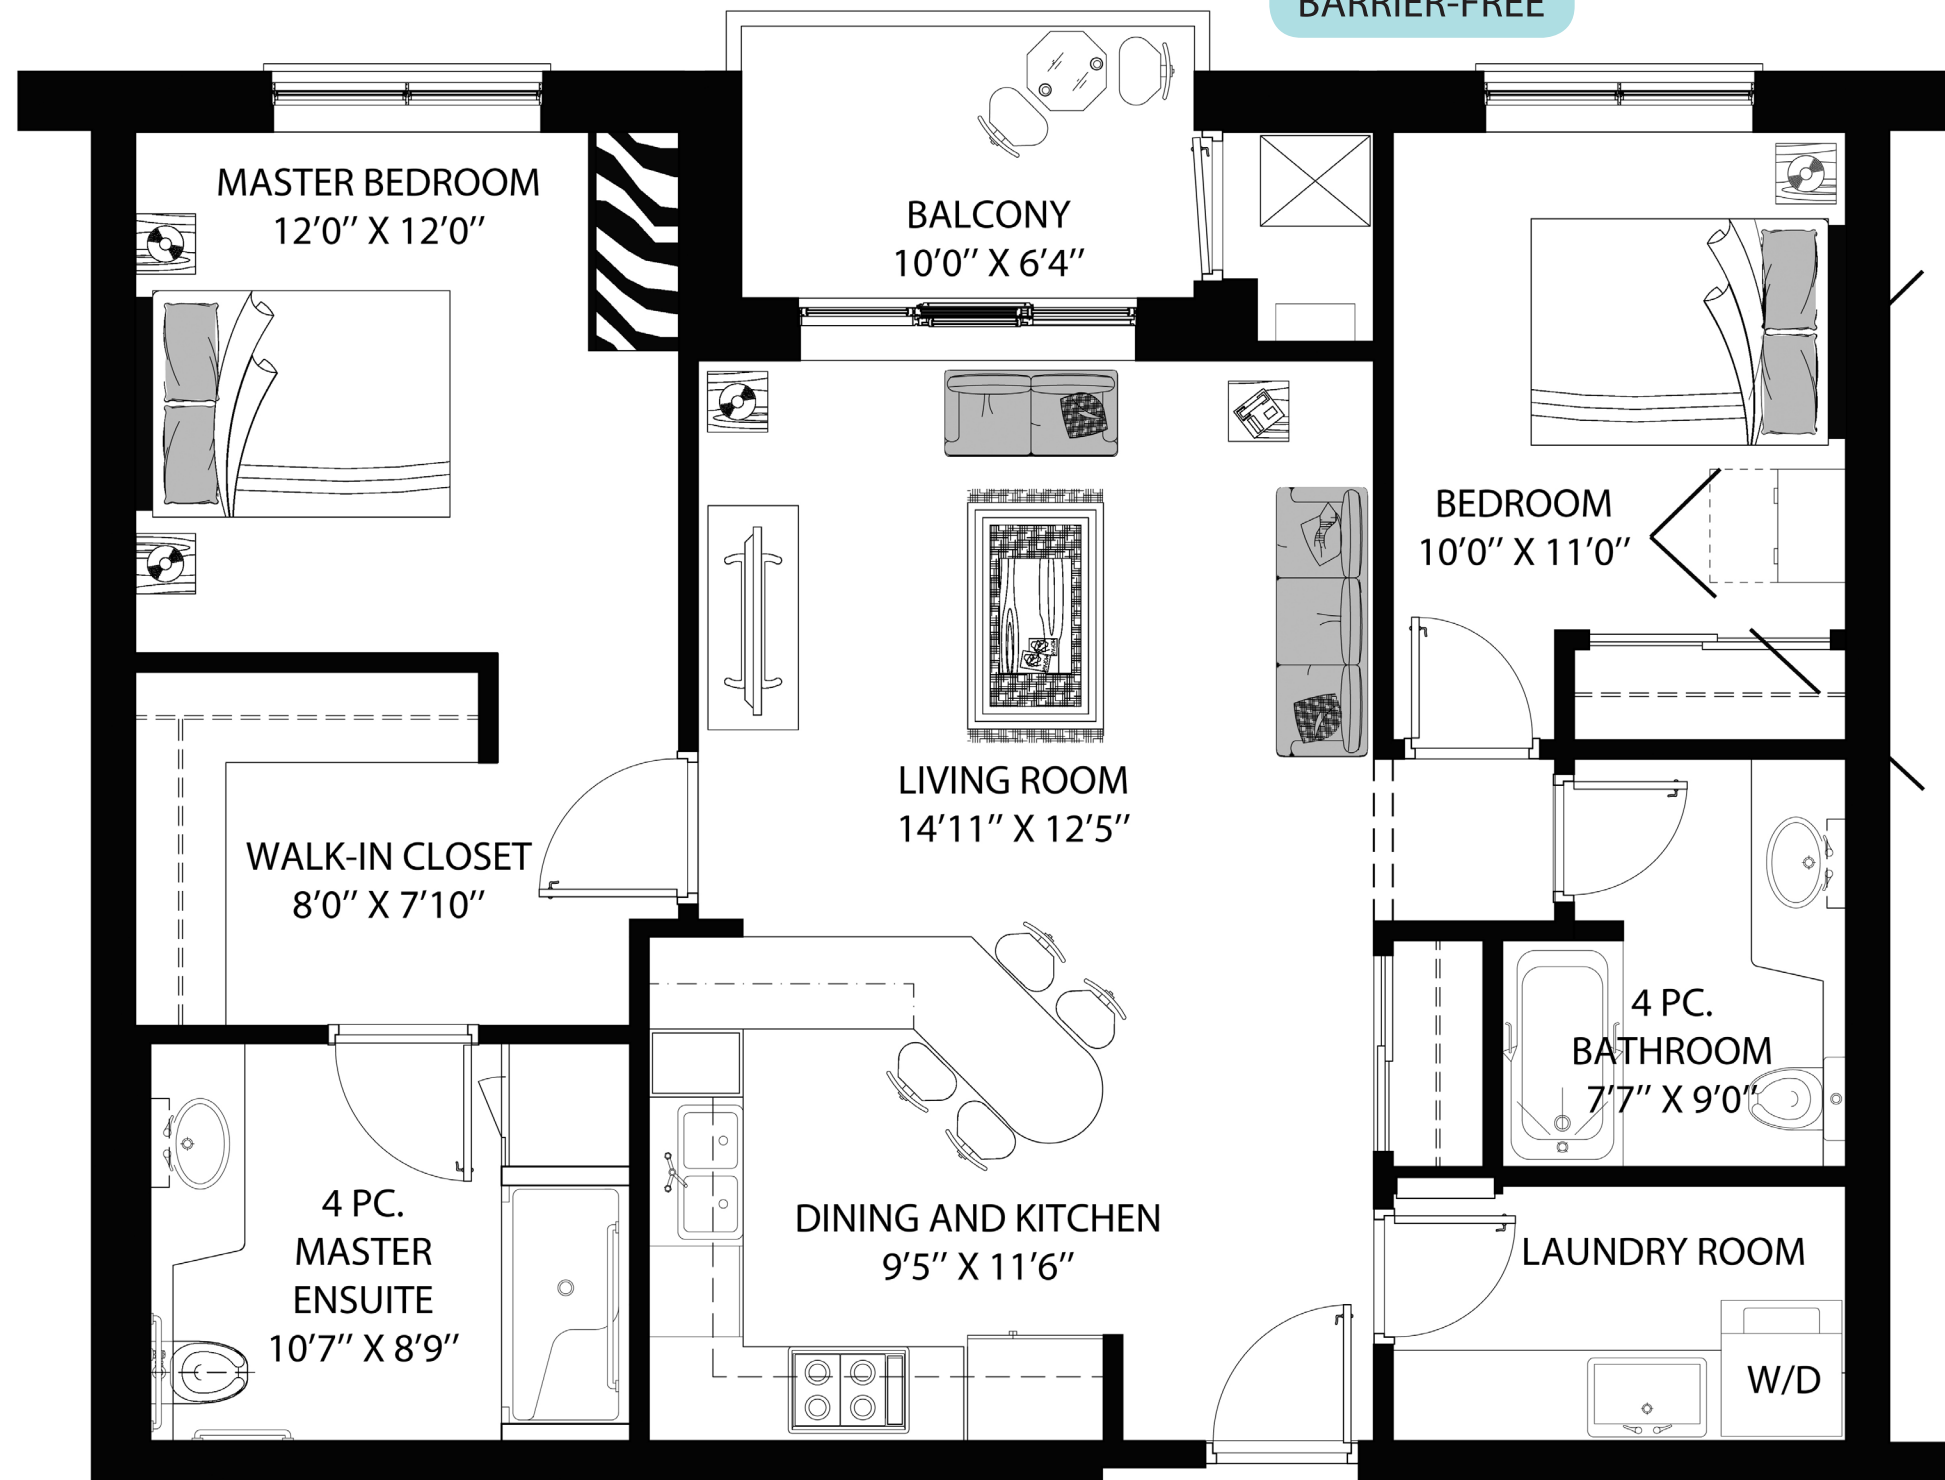 BARRIER-FREE
MASTER BEDROOM
12’0’’ X 12’0’’
BALCONY
10’0’’ X 6’4’’
BEDROOM
10’0’’ X 11’0’’
LIVING ROOM
14’11’’ X 12’5’’
WALK-IN CLOSET
8’0’’ X 7’10’’
4 PC.
BATHROOM
7’7’’ X 9’0’’
4 PC.
MASTER
ENSUITE
10’7’’ X 8’9’’
DINING AND KITCHEN
9’5’’ X 11’6’’
LAUNDRY ROOM
W/D